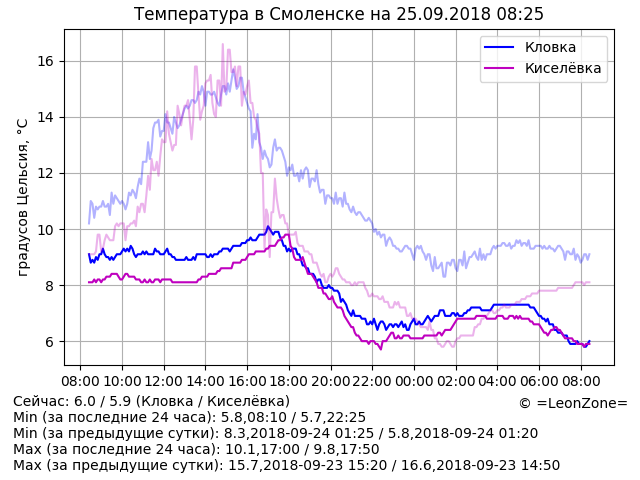 Температура в Смоленске на 25.09.2018 08:25
градусов Цельсия, °C
16
14
12
10
8
6
Кловка
Киселёвка
08:00 10:00 12:00 14:00 16:00 18:00 20:00 22:00 00:00 02:00 04:00 06:00 08:00
Сейчас: 6.0 / 5.9 (Кловка / Киселёвка)
© =LeonZone=
Min (за последние 24 часа): 5.8,08:10 / 5.7,22:25
Min (за предыдущие сутки): 8.3,2018-09-24 01:25 / 5.8,2018-09-24 01:20
Max (за последние 24 часа): 10.1,17:00 / 9.8,17:50
Max (за предыдущие сутки): 15.7,2018-09-23 15:20 / 16.6,2018-09-23 14:50